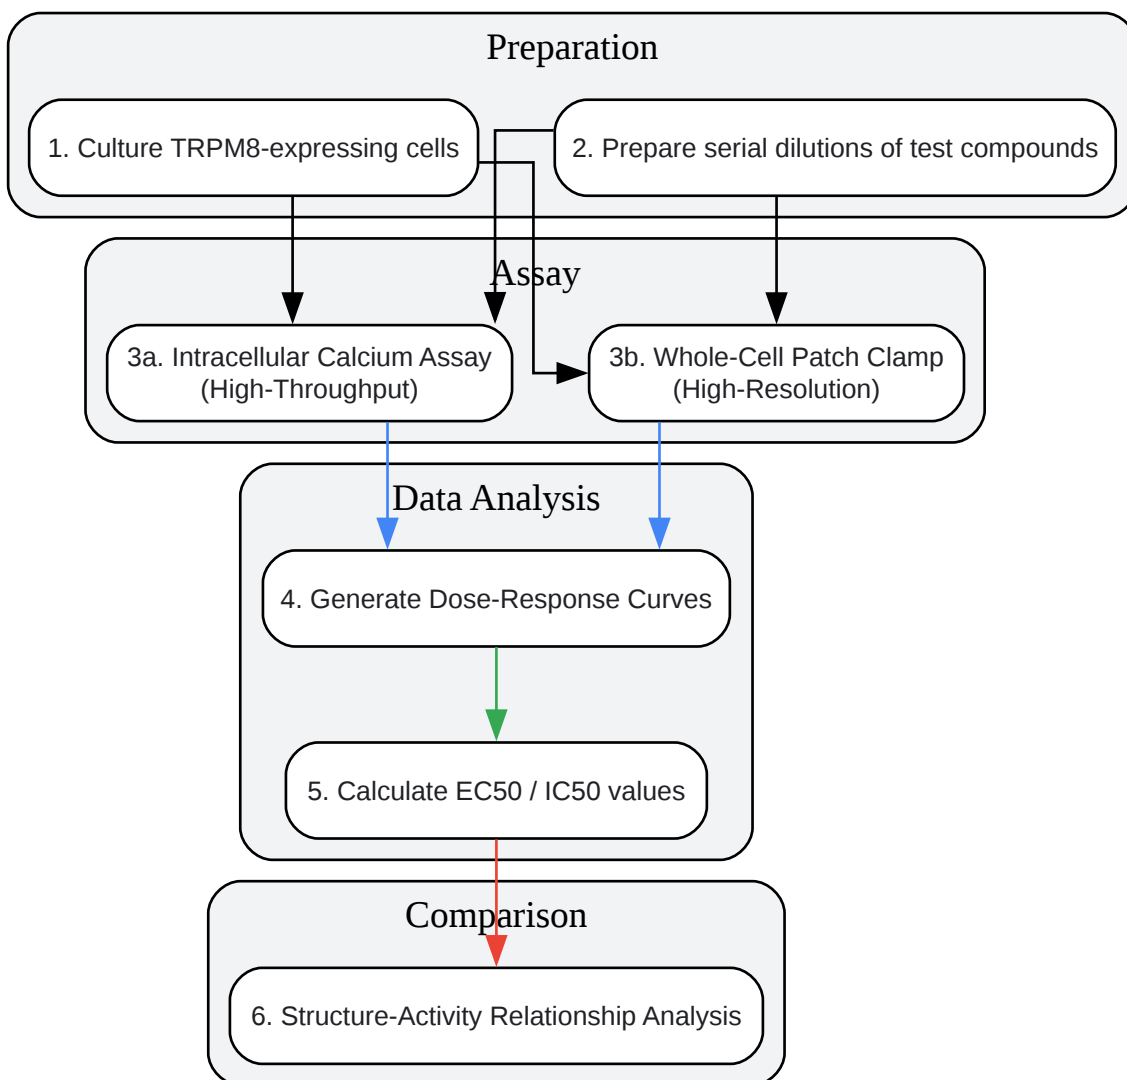 Preparation
1. Culture TRPM8-expressing cells
2. Prepare serial dilutions of test compounds
Assay
3a. Intracellular Calcium Assay
(High-Throughput)
3b. Whole-Cell Patch Clamp
(High-Resolution)
Data Analysis
4. Generate Dose-Response Curves
5. Calculate EC50 / IC50 values
Comparison
6. Structure-Activity Relationship Analysis